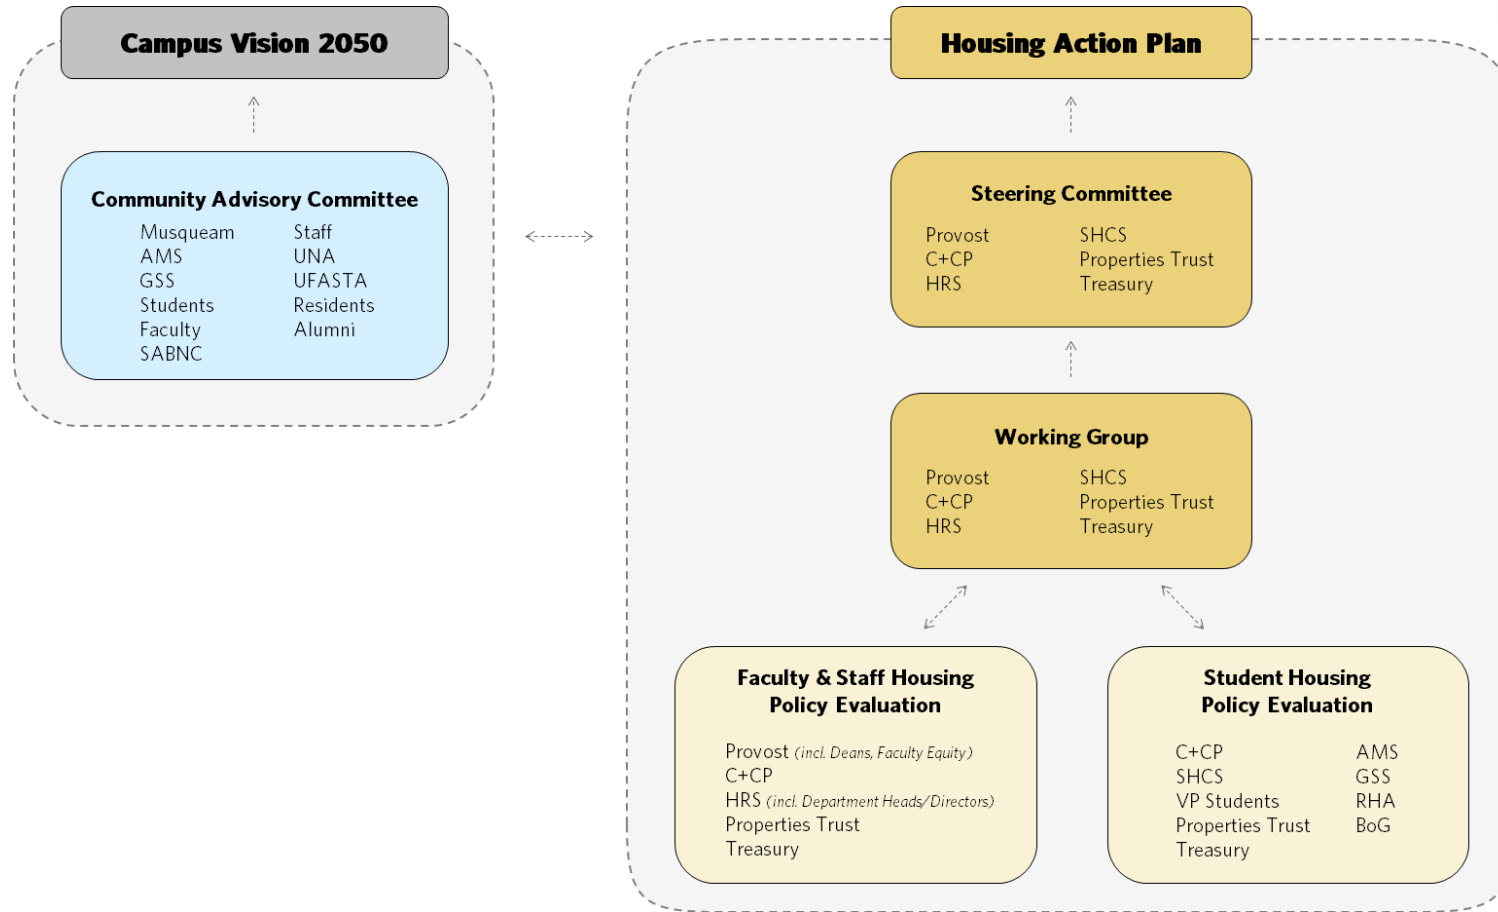 Campus Vision 2050
Community Advisory Committee
Musqueam
AMS
GSS
Students
Faculty
SABNC
Staff
UNA
UFASTA
Residents
Alumni
Housing Action Plan
Steering Committee
Provost
C+CP
HRS
SHCS
Properties Trust
Treasury
Working Group
Provost
C+CP
HRS
SHCS
Properties Trust
Treasury
Faculty & Staff Housing
Policy Evaluation
Provost (incl. Deans, Faculty Equity)
C+CP
HRS (incl. Department Heads/Directors)
Properties Trust
Treasury
Student Housing
Policy Evaluation
C+CP
SHCS
VP Students
Properties Trust
Treasury
AMS
GSS
RHA
BoG